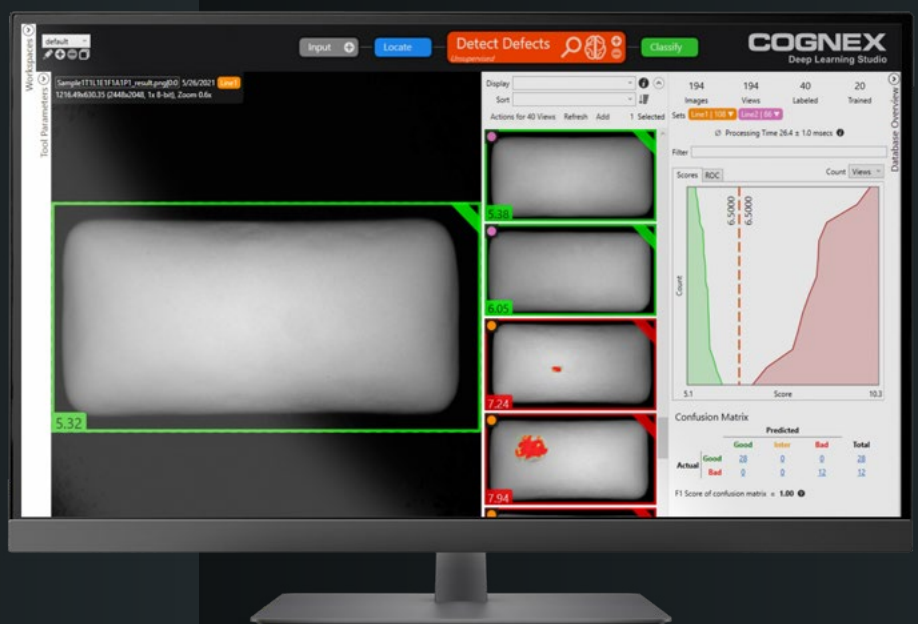 Workspaces
default
Tool Parameters
Input
Locate
Detect Defects
Unsupervised
Classify
COGNEX
Deep Learning Studio
Sample1T1L1E1F1A1P1_result.png|0:0 5/26/2021 Line1
1216.49x630.35 (2448x2048, 1x 8-bit), Zoom 0.6x
5.32
Display
Sort
Actions for 40 Views Refresh Add 1 Selected
5.38
6.05
7.24
7.94
194 194 40 20
Images Views Labeled Trained
Sets Line1 | 108 Line2 | 86
Ø Processing Time 26.4 ± 1.0 msecs
Filter
Database Overview
Scores ROC Count Views
6.5000 6.5000
Count
5.1 Score 10.3
Confusion Matrix
Predicted
Good Inter Bad Total
Actual
Good 28 0 0 28
Bad 0 0 12 12
F1 Score of confusion matrix = 1.00